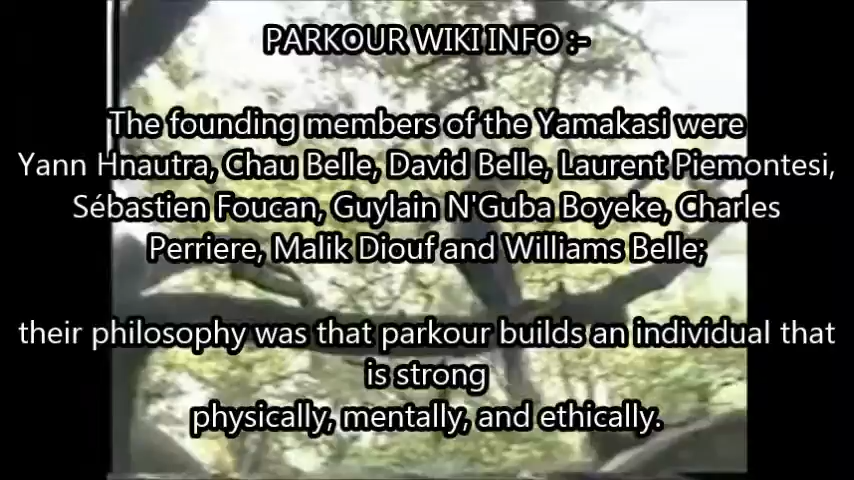 PARKOUR WIKI INFO :-
The founding members of the Yamakasi were
Yann Hnautra, Chau Belle, David Belle, Laurent Piemontesi,
Sébastien Foucan, Guylain N'Guba Boyeke, Charles
Perriere, Malik Diouf and Williams Belle;
their philosophy was that parkour builds an individual that
is strong
physically, mentally, and ethically.